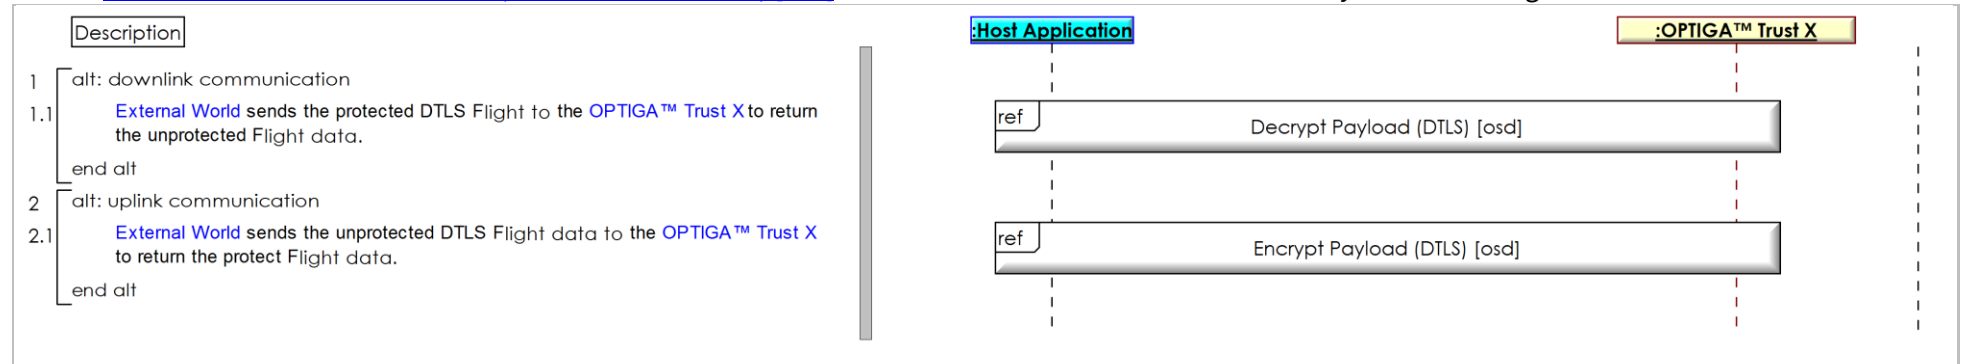 Description
:Host Application
:OPTIGA™ Trust X
1
alt: downlink communication
1.1
External World sends the protected DTLS Flight to the OPTIGA™ Trust X to return
the unprotected Flight data.
end alt
ref
Decrypt Payload (DTLS) [osd]
2
alt: uplink communication
2.1
External World sends the unprotected DTLS Flight data to the OPTIGA™ Trust X
to return the protect Flight data.
end alt
ref
Encrypt Payload (DTLS) [osd]